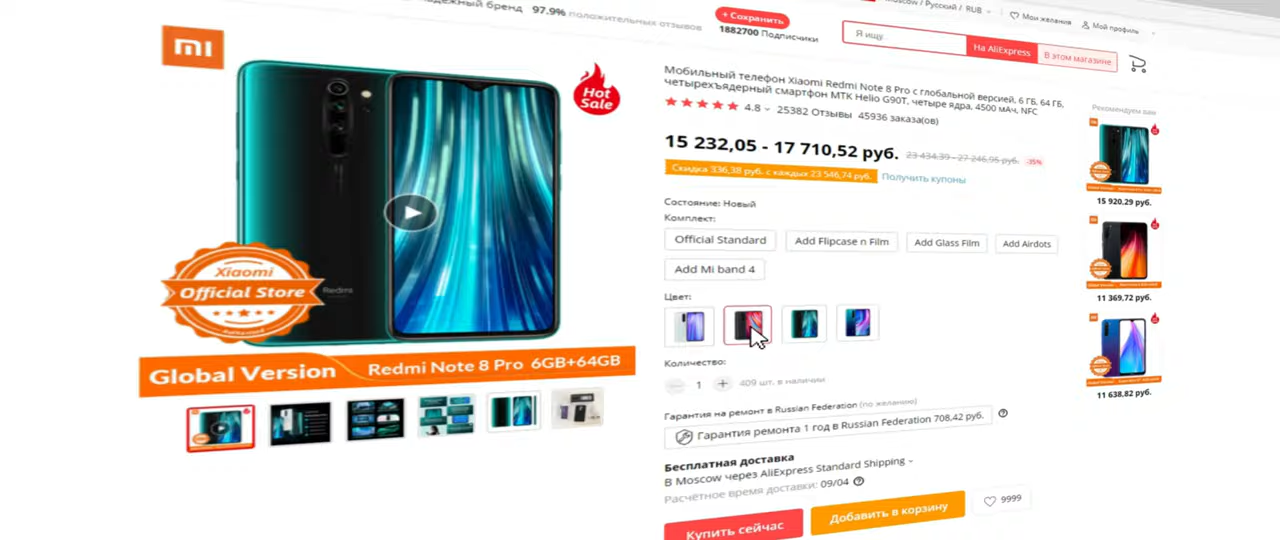 97.9% положительных отзывов
+ Сохранить
1882700 Подписчики
Русский / RUB
Мои желания
Мой профиль
Я ищу
На AliExpress
В этом магазине
mi
Hot
Sale
Мобильный телефон Xiaomi Redmi Note 8 Pro с глобальной версией, 6 ГБ, 64 ГБ,
четырехъядерный смартфон MTK Helio G90T, четыре ядра, 4500 мАч, NFC
4.8
25382 Отзывы
45936 заказа(ов)
15 232,05 - 17 710,52 руб.
23 434,39 - 27 246,95 руб.
-35%
Скидка 336,38 руб. с каждых 23 546,74 руб.
Получить купоны
Состояние: Новый
Комплект:
Official Standard
Add Flipcase n Film
Add Glass Film
Add Airdots
Add Mi band 4
Цвет:
Количество:
1
409 шт. в наличии
Гарантия на ремонт в Russian Federation (по желанию)
Гарантия ремонта 1 год в Russian Federation 708,42 руб.
Бесплатная доставка
В Moscow через AliExpress Standard Shipping
Расчётное время доставки: 09/04
Купить сейчас
Добавить в корзину
9999
Xiaomi
Official Store
Redmi
Global Version
Redmi Note 8 Pro 6GB+64GB
Рекомендуем вам
15 920.29 руб.
11 369,72 руб.
11 638,82 руб.